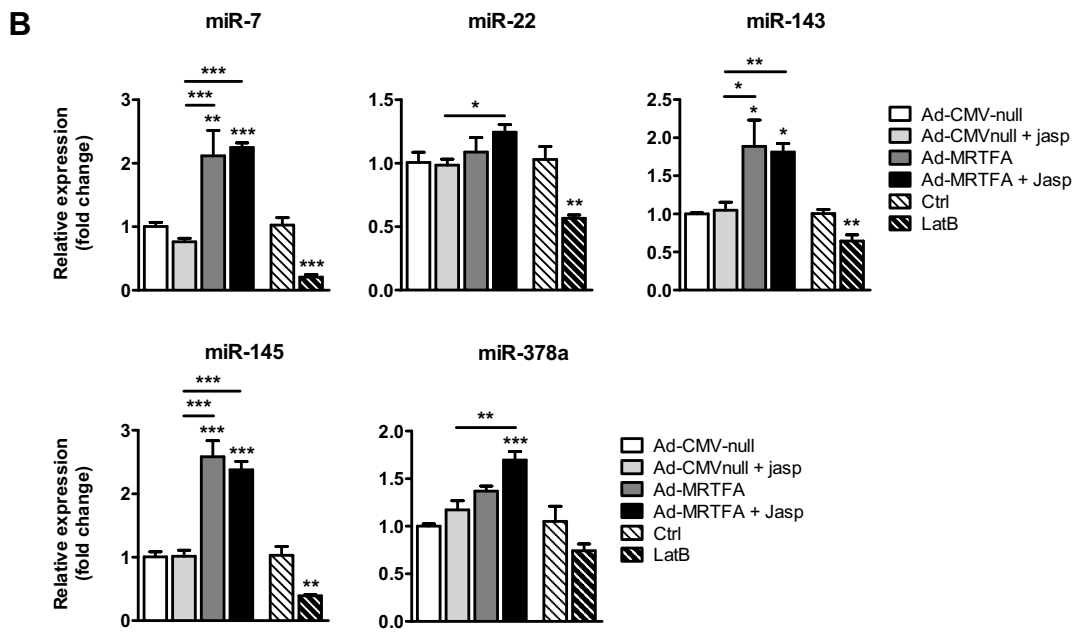 B
miR-7
miR-22
miR-143
Relative expression
(fold change)
3
2
1
0
***
***
**
***
***
1.5
1.0
0.5
0.0
*
**
2.5
2.0
1.5
1.0
0.5
0.0
**
*
*
*
**
Ad-CMV-null
Ad-CMVnull + jasp
Ad-MRTFA
Ad-MRTFA + Jasp
Ctrl
LatB
miR-145
miR-378a
Relative expression
(fold change)
3
2
1
0
***
***
***
***
**
2.0
1.5
1.0
0.5
0.0
**
***
Ad-CMV-null
Ad-CMVnull + jasp
Ad-MRTFA
Ad-MRTFA + Jasp
Ctrl
LatB